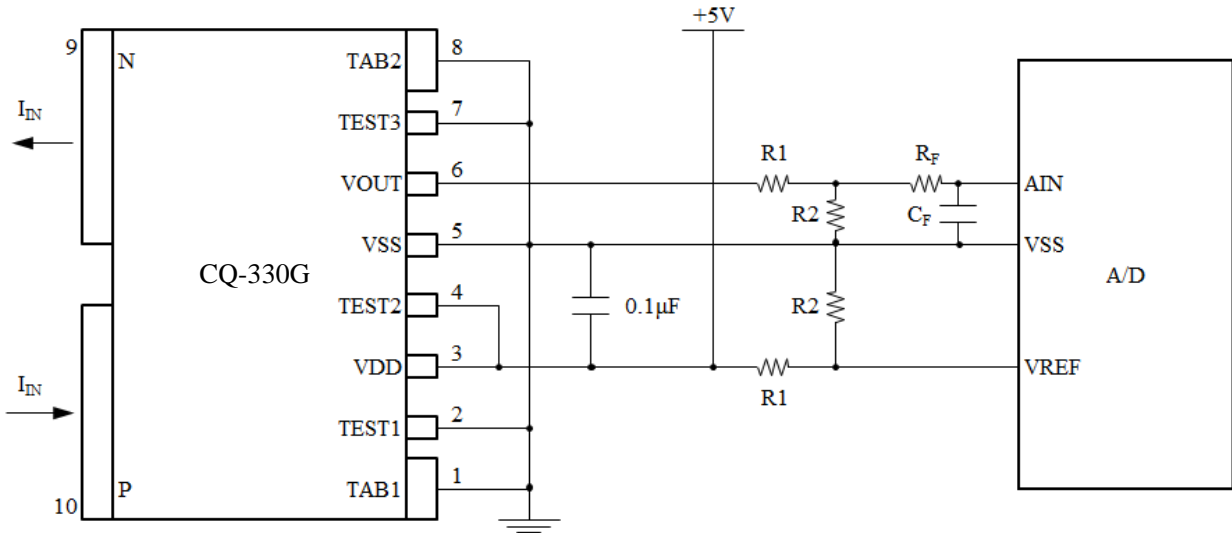 +5V
9
N
TAB2
8
I_IN
TEST3
7
R1
R_F
VOUT
6
AIN
R2
C_F
VSS
5
VSS
CQ-330G
A/D
TEST2
4
0.1μF
R2
VDD
3
VREF
I_IN
R1
TEST1
2
TAB1
1
P
10